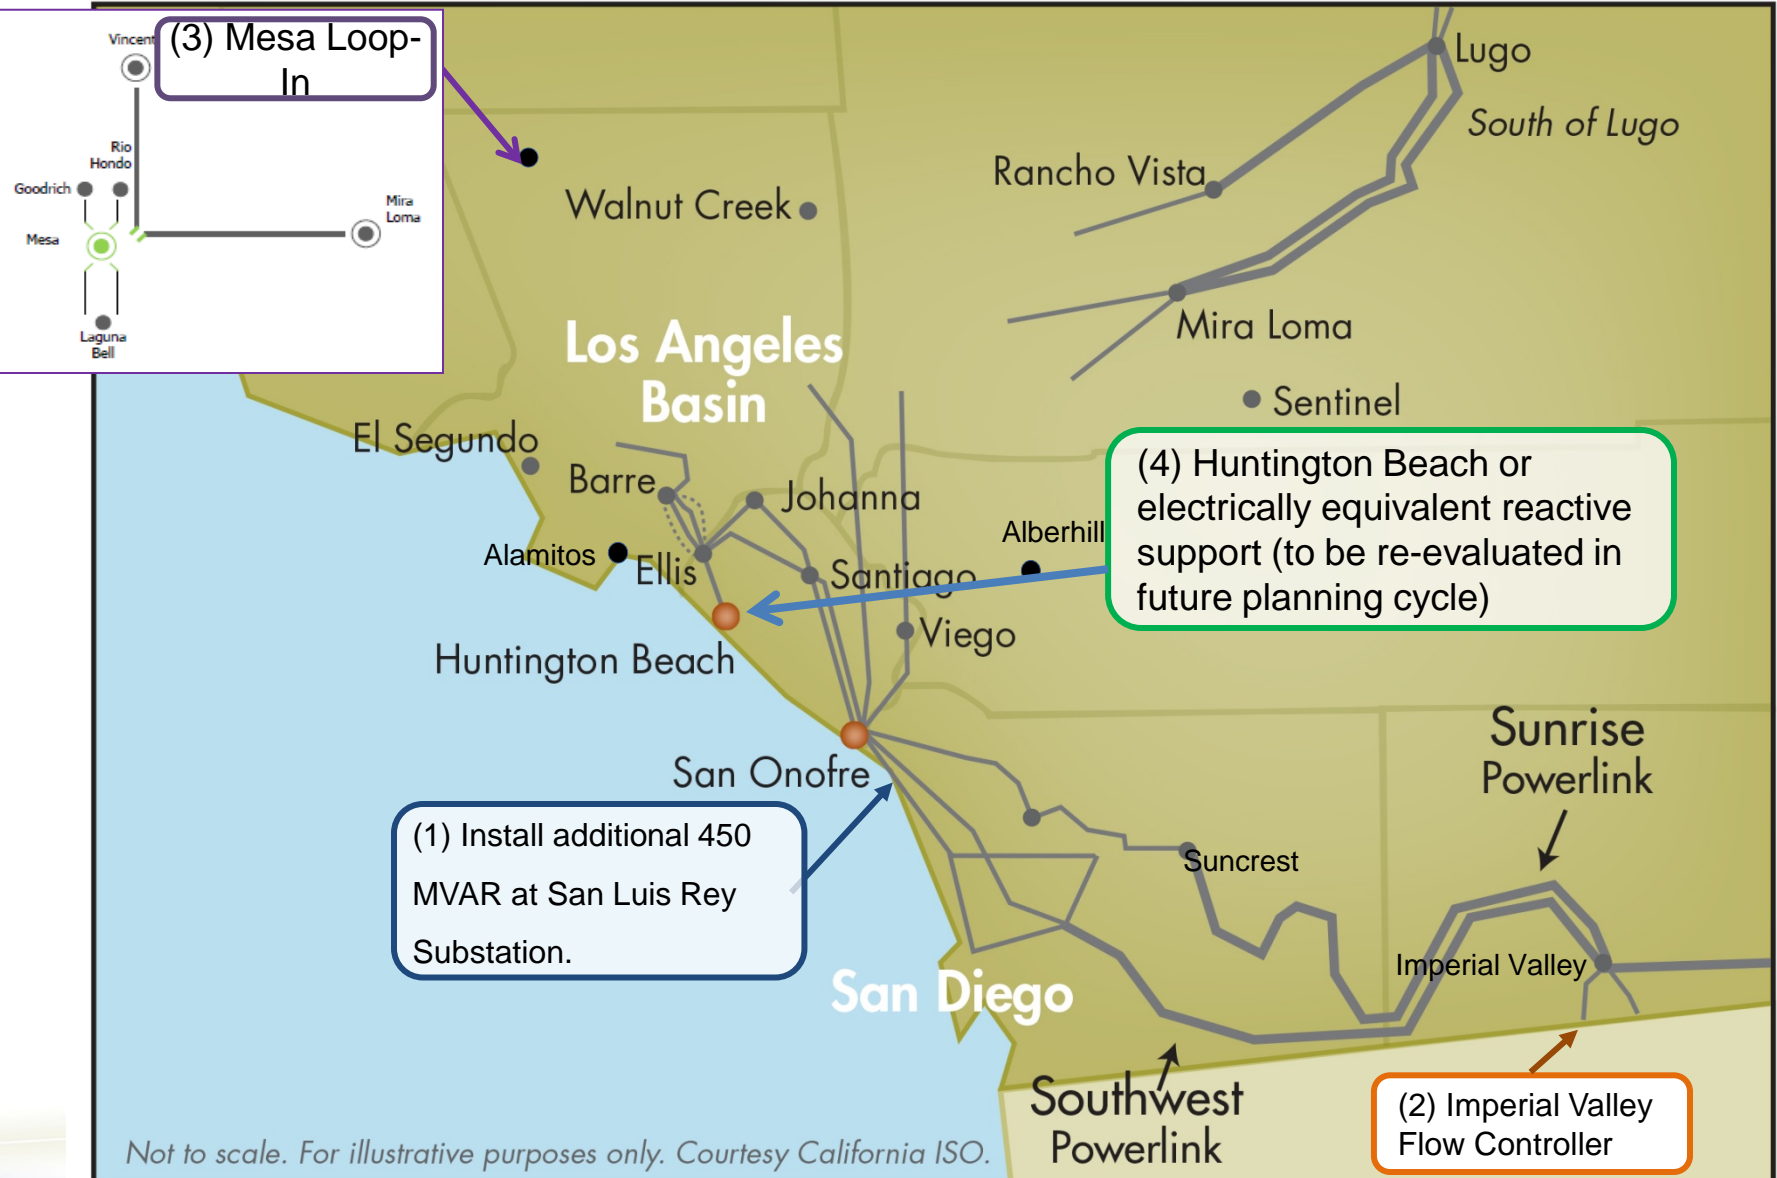 Vincent
(3) Mesa Loop-
In
Rio
Hondo
Goodrich
Mira
Loma
Mesa
Laguna
Bell
Lugo
South of Lugo
Rancho Vista
Walnut Creek
Mira Loma
Los Angeles
Basin
Sentinel
El Segundo
Barre
Johanna
(4) Huntington Beach or
electrically equivalent reactive
support (to be re-evaluated in
future planning cycle)
Alberhill
Alamitos
Ellis
Santiago
Viego
Huntington Beach
San Onofre
Sunrise
Powerlink
(1) Install additional 450
MVAR at San Luis Rey
Substation.
Suncrest
Imperial Valley
San Diego
Southwest
Powerlink
(2) Imperial Valley
Flow Controller
Not to scale. For illustrative purposes only. Courtesy California ISO.